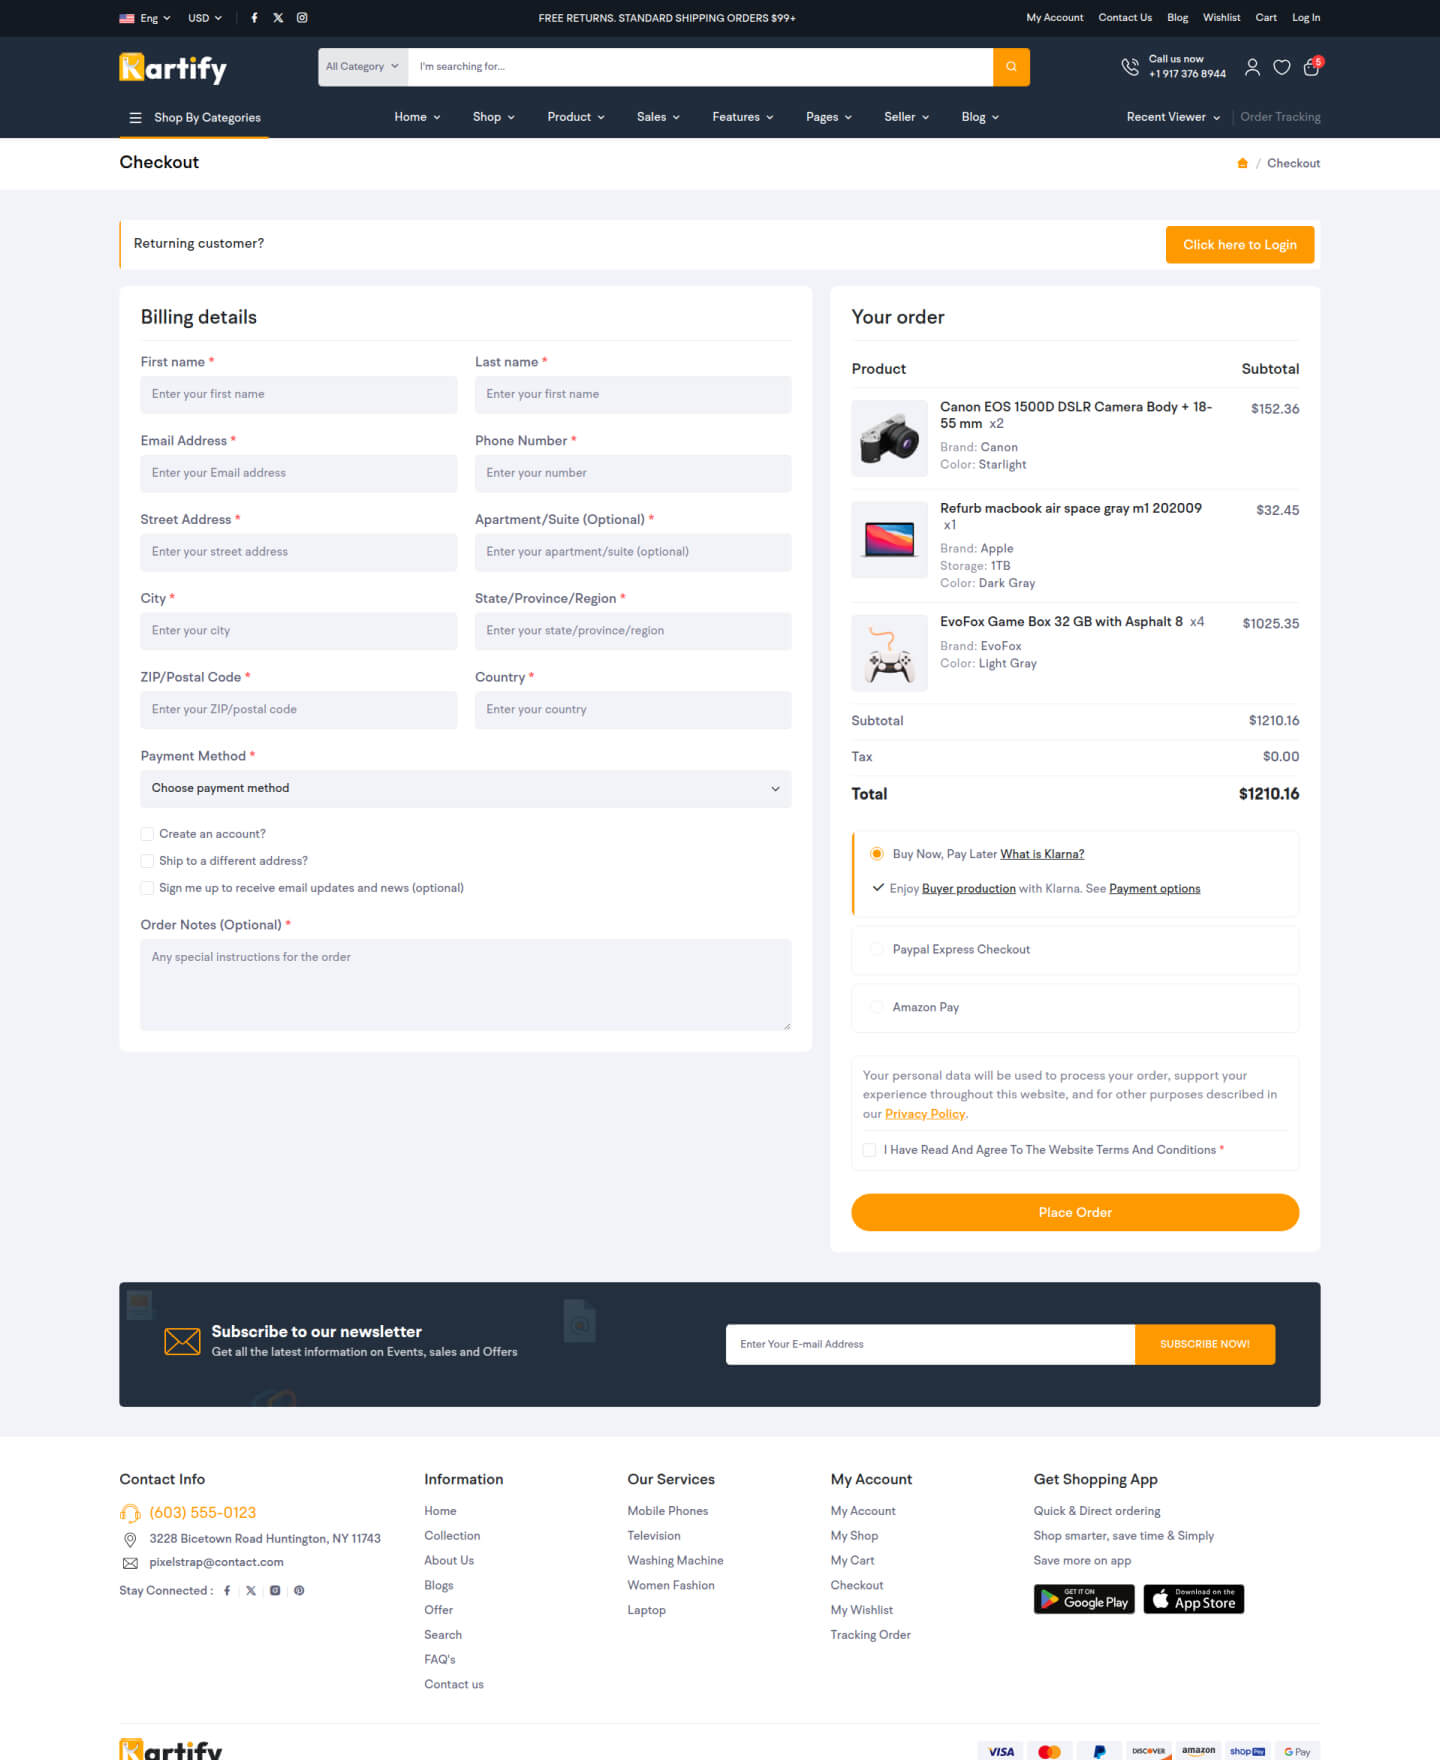 Eng USD FREE RETURNS. STANDARD SHIPPING ORDERS $99+ My Account Contact Us Blog Wishlist Cart Log In
Kartify All Category I'm searching for... Call us now
+1 917 376 8944 5
Shop By Categories Home Shop Product Sales Features Pages Seller Blog Recent Viewer Order Tracking
Checkout / Checkout
Returning customer? Click here to Login
Billing details
First name * Last name *
Enter your first name Enter your first name
Email Address * Phone Number *
Enter your Email address Enter your number
Street Address * Apartment/Suite (Optional) *
Enter your street address Enter your apartment/suite (optional)
City * State/Province/Region *
Enter your city Enter your state/province/region
ZIP/Postal Code * Country *
Enter your ZIP/postal code Enter your country
Payment Method *
Choose payment method
Create an account?
Ship to a different address?
Sign me up to receive email updates and news (optional)
Order Notes (Optional) *
Any special instructions for the order
Your order
Product Subtotal
Canon EOS 1500D DSLR Camera Body + 18- $152.36
55 mm x2
Brand: Canon
Color: Starlight
Refurb macbook air space gray m1 202009 $32.45
x1
Brand: Apple
Storage: 1TB
Color: Dark Gray
EvoFox Game Box 32 GB with Asphalt 8 x4 $1025.35
Brand: EvoFox
Color: Light Gray
Subtotal $1210.16
Tax $0.00
Total $1210.16
Buy Now, Pay Later What is Klarna?
Enjoy Buyer production with Klarna. See Payment options
Paypal Express Checkout
Amazon Pay
Your personal data will be used to process your order, support your
experience throughout this website, and for other purposes described in
our Privacy Policy.
I Have Read And Agree To The Website Terms And Conditions *
Place Order
Subscribe to our newsletter
Get all the latest information on Events, sales and Offers
Enter Your E-mail Address SUBSCRIBE NOW!
Contact Info
(603) 555-0123
3228 Bicetown Road Huntington, NY 11743
pixelstrap@contact.com
Stay Connected :
Information
Home
Collection
About Us
Blogs
Offer
Search
FAQ's
Contact us
Our Services
Mobile Phones
Television
Washing Machine
Women Fashion
Laptop
My Account
My Account
My Shop
My Cart
Checkout
My Wishlist
Tracking Order
Get Shopping App
Quick & Direct ordering
Shop smarter, save time & Simply
Save more on app
GET IT ON
Google Play
Download on the
App Store
Kartify VISA DISCOVER amazon shop Pay G Pay